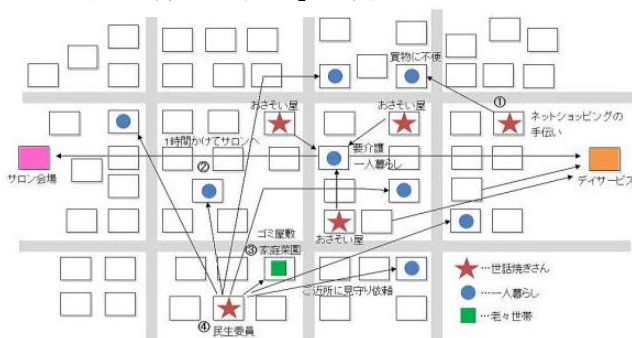 買物に不便
①
おさそい屋
おさそい屋
ネットショッピングの
手伝い
1時間かけてサロンへ
要介護
一人暮らし
サロン会場
②
デイサービス
おさそい屋
ゴミ屋敷
③家庭菜園
ご近所に見守り依頼
④
民生委員
…世話焼きさん
…一人暮らし
…老々世帯